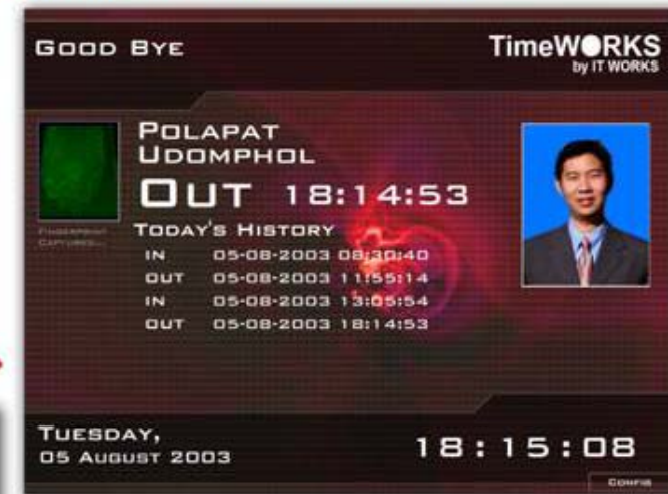 GOOD BYE
TimeWORKS
by IT WORKS
POLAPAT
UDOMPHOL
OUT 18:14:53
FINGERPRINT
CAPTURED...
TODAY'S HISTORY
IN 05-08-2003 08:30:40
OUT 05-08-2003 11:55:14
IN 05-08-2003 13:05:54
OUT 05-08-2003 18:14:53
TUESDAY,
05 AUGUST 2003
18:15:08
CONFIG